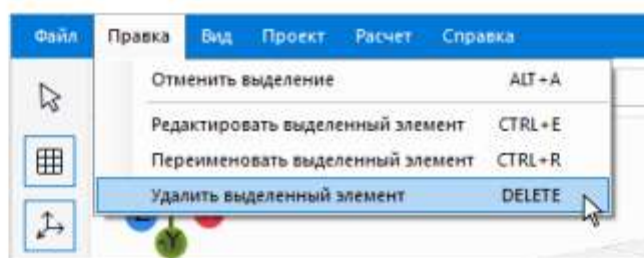 Файл Правка Вид Проект Расчет Справка
Отменить выделение ALT+A
Редактировать выделенный элемент CTRL+E
Переименовать выделенный элемент CTRL+R
Удалить выделенный элемент DELETE
-Y